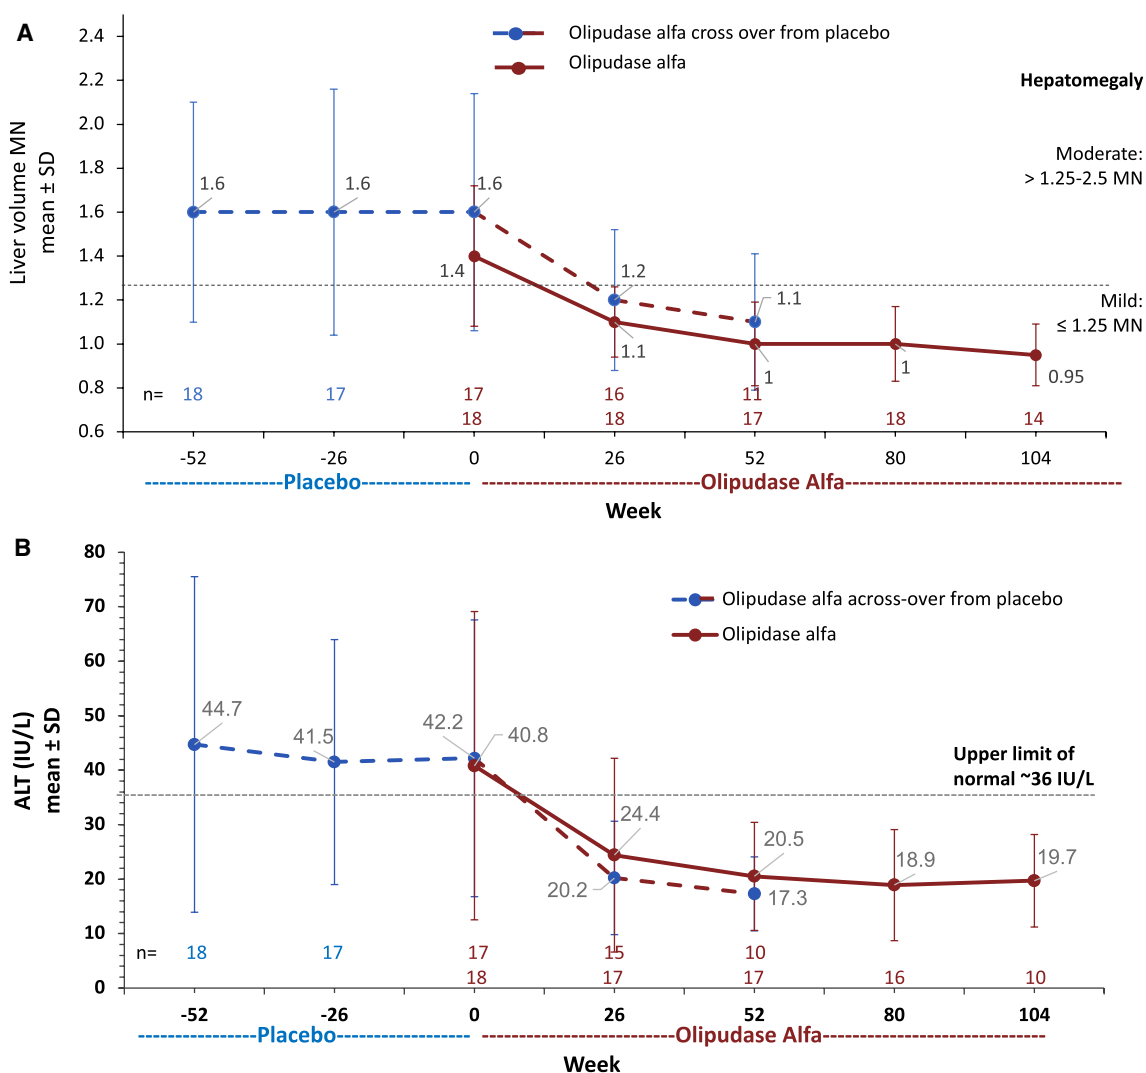 A
Olipudase alfa cross over from placebo
Olipudase alfa
Hepatomegaly
Moderate:
> 1.25-2.5 MN
Mild:
≤ 1.25 MN
Liver volume MN
mean ± SD
2.4
2.2
2.0
1.8
1.6
1.4
1.2
1.0
0.8
0.6
1.6
1.6
1.6
1.4
1.2
1.1
1.1
1
1
0.95
n= 18 17 17 16 11
18 18 17 18 14
-52 -26 0 26 52 80 104
Placebo Olipudase Alfa
Week
B
Olipudase alfa across-over from placebo
Olipidase alfa
Upper limit of
normal ~36 IU/L
ALT (IU/L)
mean ± SD
80
70
60
50
40
30
20
10
0
44.7
41.5
42.2
40.8
24.4
20.2
20.5
17.3
18.9
19.7
n= 18 17 17 15 10
18 17 17 16 10
-52 -26 0 26 52 80 104
Placebo Olipudase Alfa
Week